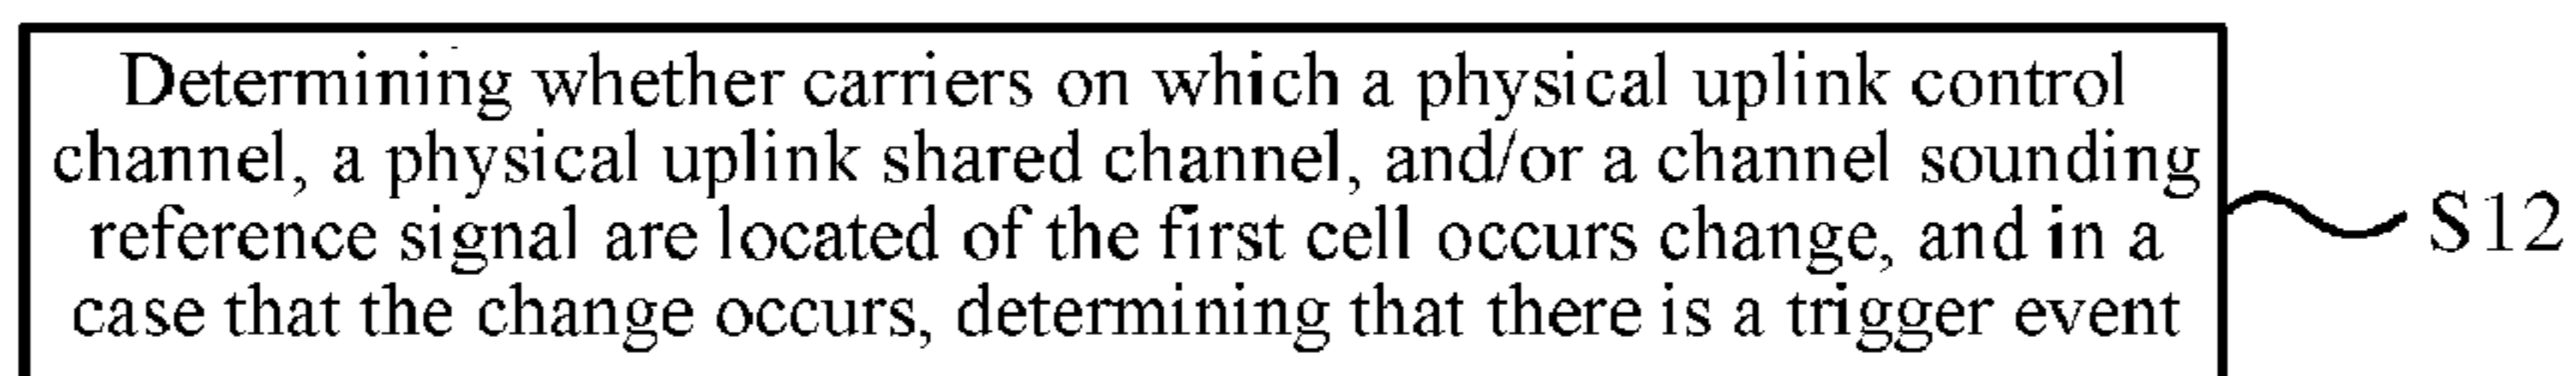 Determining whether carriers on which a physical uplink control
channel, a physical uplink shared channel, and/or a channel sounding
reference signal are located of the first cell occurs change, and in a
case that the change occurs, determining that there is a trigger event
S12